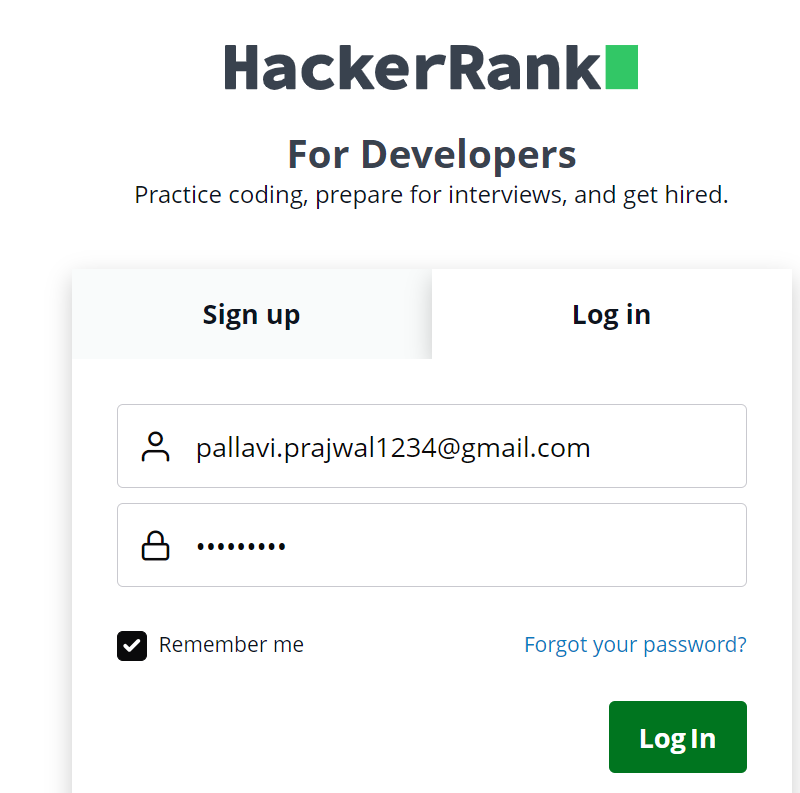 HackerRank
For Developers
Practice coding, prepare for interviews, and get hired.
Sign up
Log in
pallavi.prajwal1234@gmail.com
•••••••••
Remember me
Forgot your password?
Log In